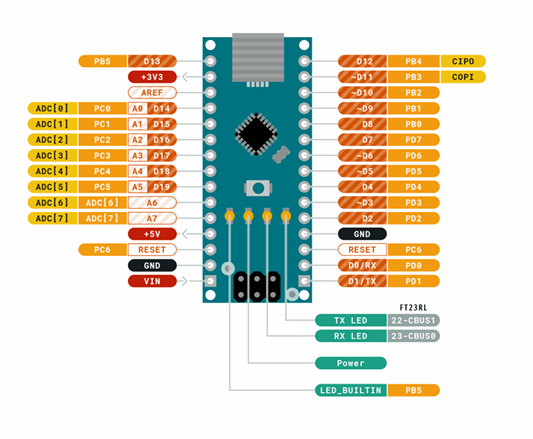 PB5 D13 D12 PB4 CIPO
+3V3 ~D11 PB3 COPI
AREF ~D10 PB2
ADC[0] PC0 A0 D14 ~D9 PB1
ADC[1] PC1 A1 D15 D8 PB0
ADC[2] PC2 A2 D16 D7 PD7
ADC[3] PC3 A3 D17 ~D6 PD6
ADC[4] PC4 A4 D18 ~D5 PD5
ADC[5] PC5 A5 D19 D4 PD4
ADC[6] ADC[6] A6 ~D3 PD3
ADC[7] ADC[7] A7 D2 PD2
+5V GND
PC6 RESET RESET PC6
GND D0/RX PD0
VIN D1/TX PD1
FT23RL
TX LED 22-CBUS1
RX LED 23-CBUS0
Power
LED_BUILTIN PB5